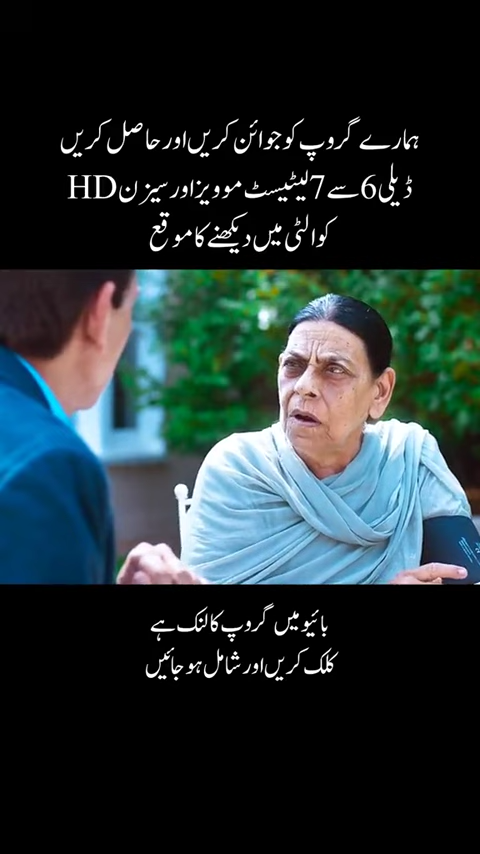 ہمارے گروپ کو جوائن کریں اور حاصل کریں
ڈیلی 6 سے 7 لیٹیسٹ موویز اور سیزن HD
کوالٹی میں دیکھنے کا موقع
بائیو میں گروپ کا لنک ہے
کلک کریں اور شامل ہو جائیں